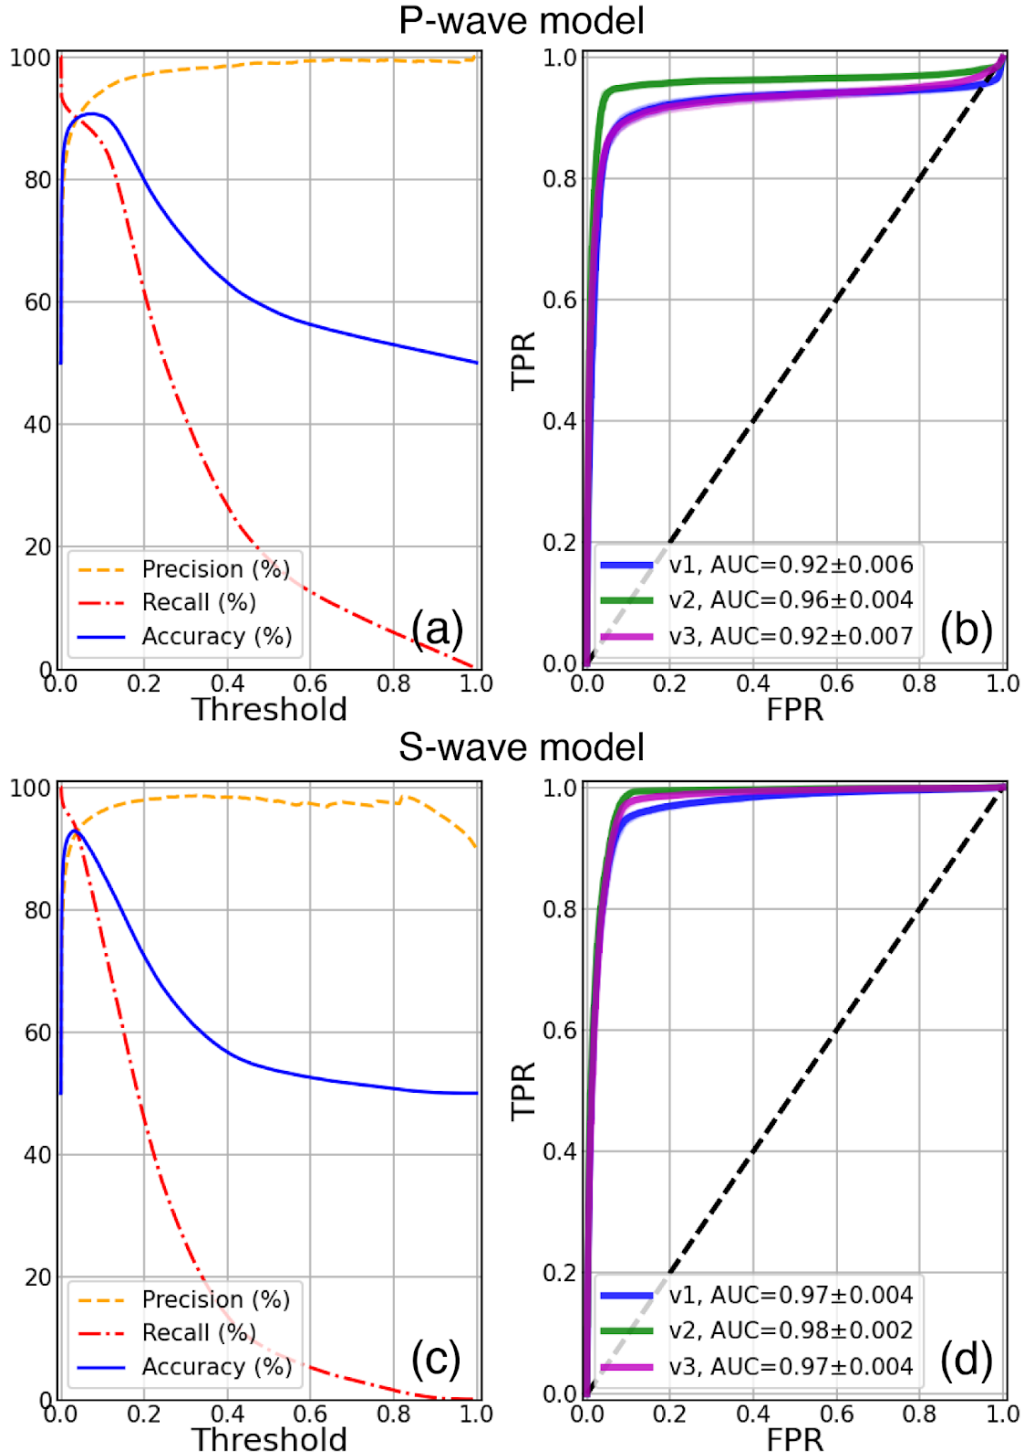 P-wave model
100
80
60
40
20
0
0.0 0.2 0.4 0.6 0.8 1.0
Threshold
Precision (%)
Recall (%)
Accuracy (%)
(a)
1.0
0.8
0.6
0.4
0.2
0.0
TPR
0.0 0.2 0.4 0.6 0.8 1.0
FPR
v1, AUC=0.92±0.006
v2, AUC=0.96±0.004
v3, AUC=0.92±0.007
(b)
S-wave model
100
80
60
40
20
0
0.0 0.2 0.4 0.6 0.8 1.0
Threshold
Precision (%)
Recall (%)
Accuracy (%)
(c)
1.0
0.8
0.6
0.4
0.2
0.0
TPR
0.0 0.2 0.4 0.6 0.8 1.0
FPR
v1, AUC=0.97±0.004
v2, AUC=0.98±0.002
v3, AUC=0.97±0.004
(d)